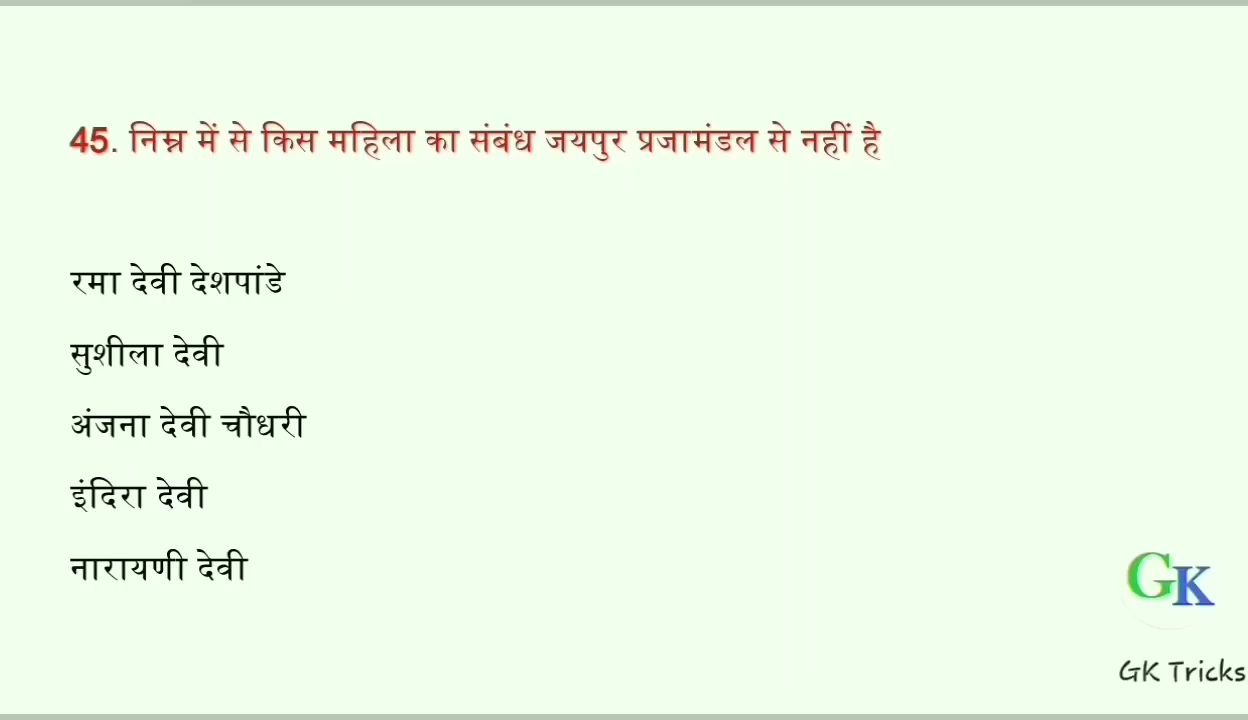 45. निम्न में से किस महिला का संबंध जयपुर प्रजामंडल से नहीं है
रमा देवी देशपांडे
सुशीला देवी
अंजना देवी चौधरी
इंदिरा देवी
नारायणी देवी
GK
GK Tricks